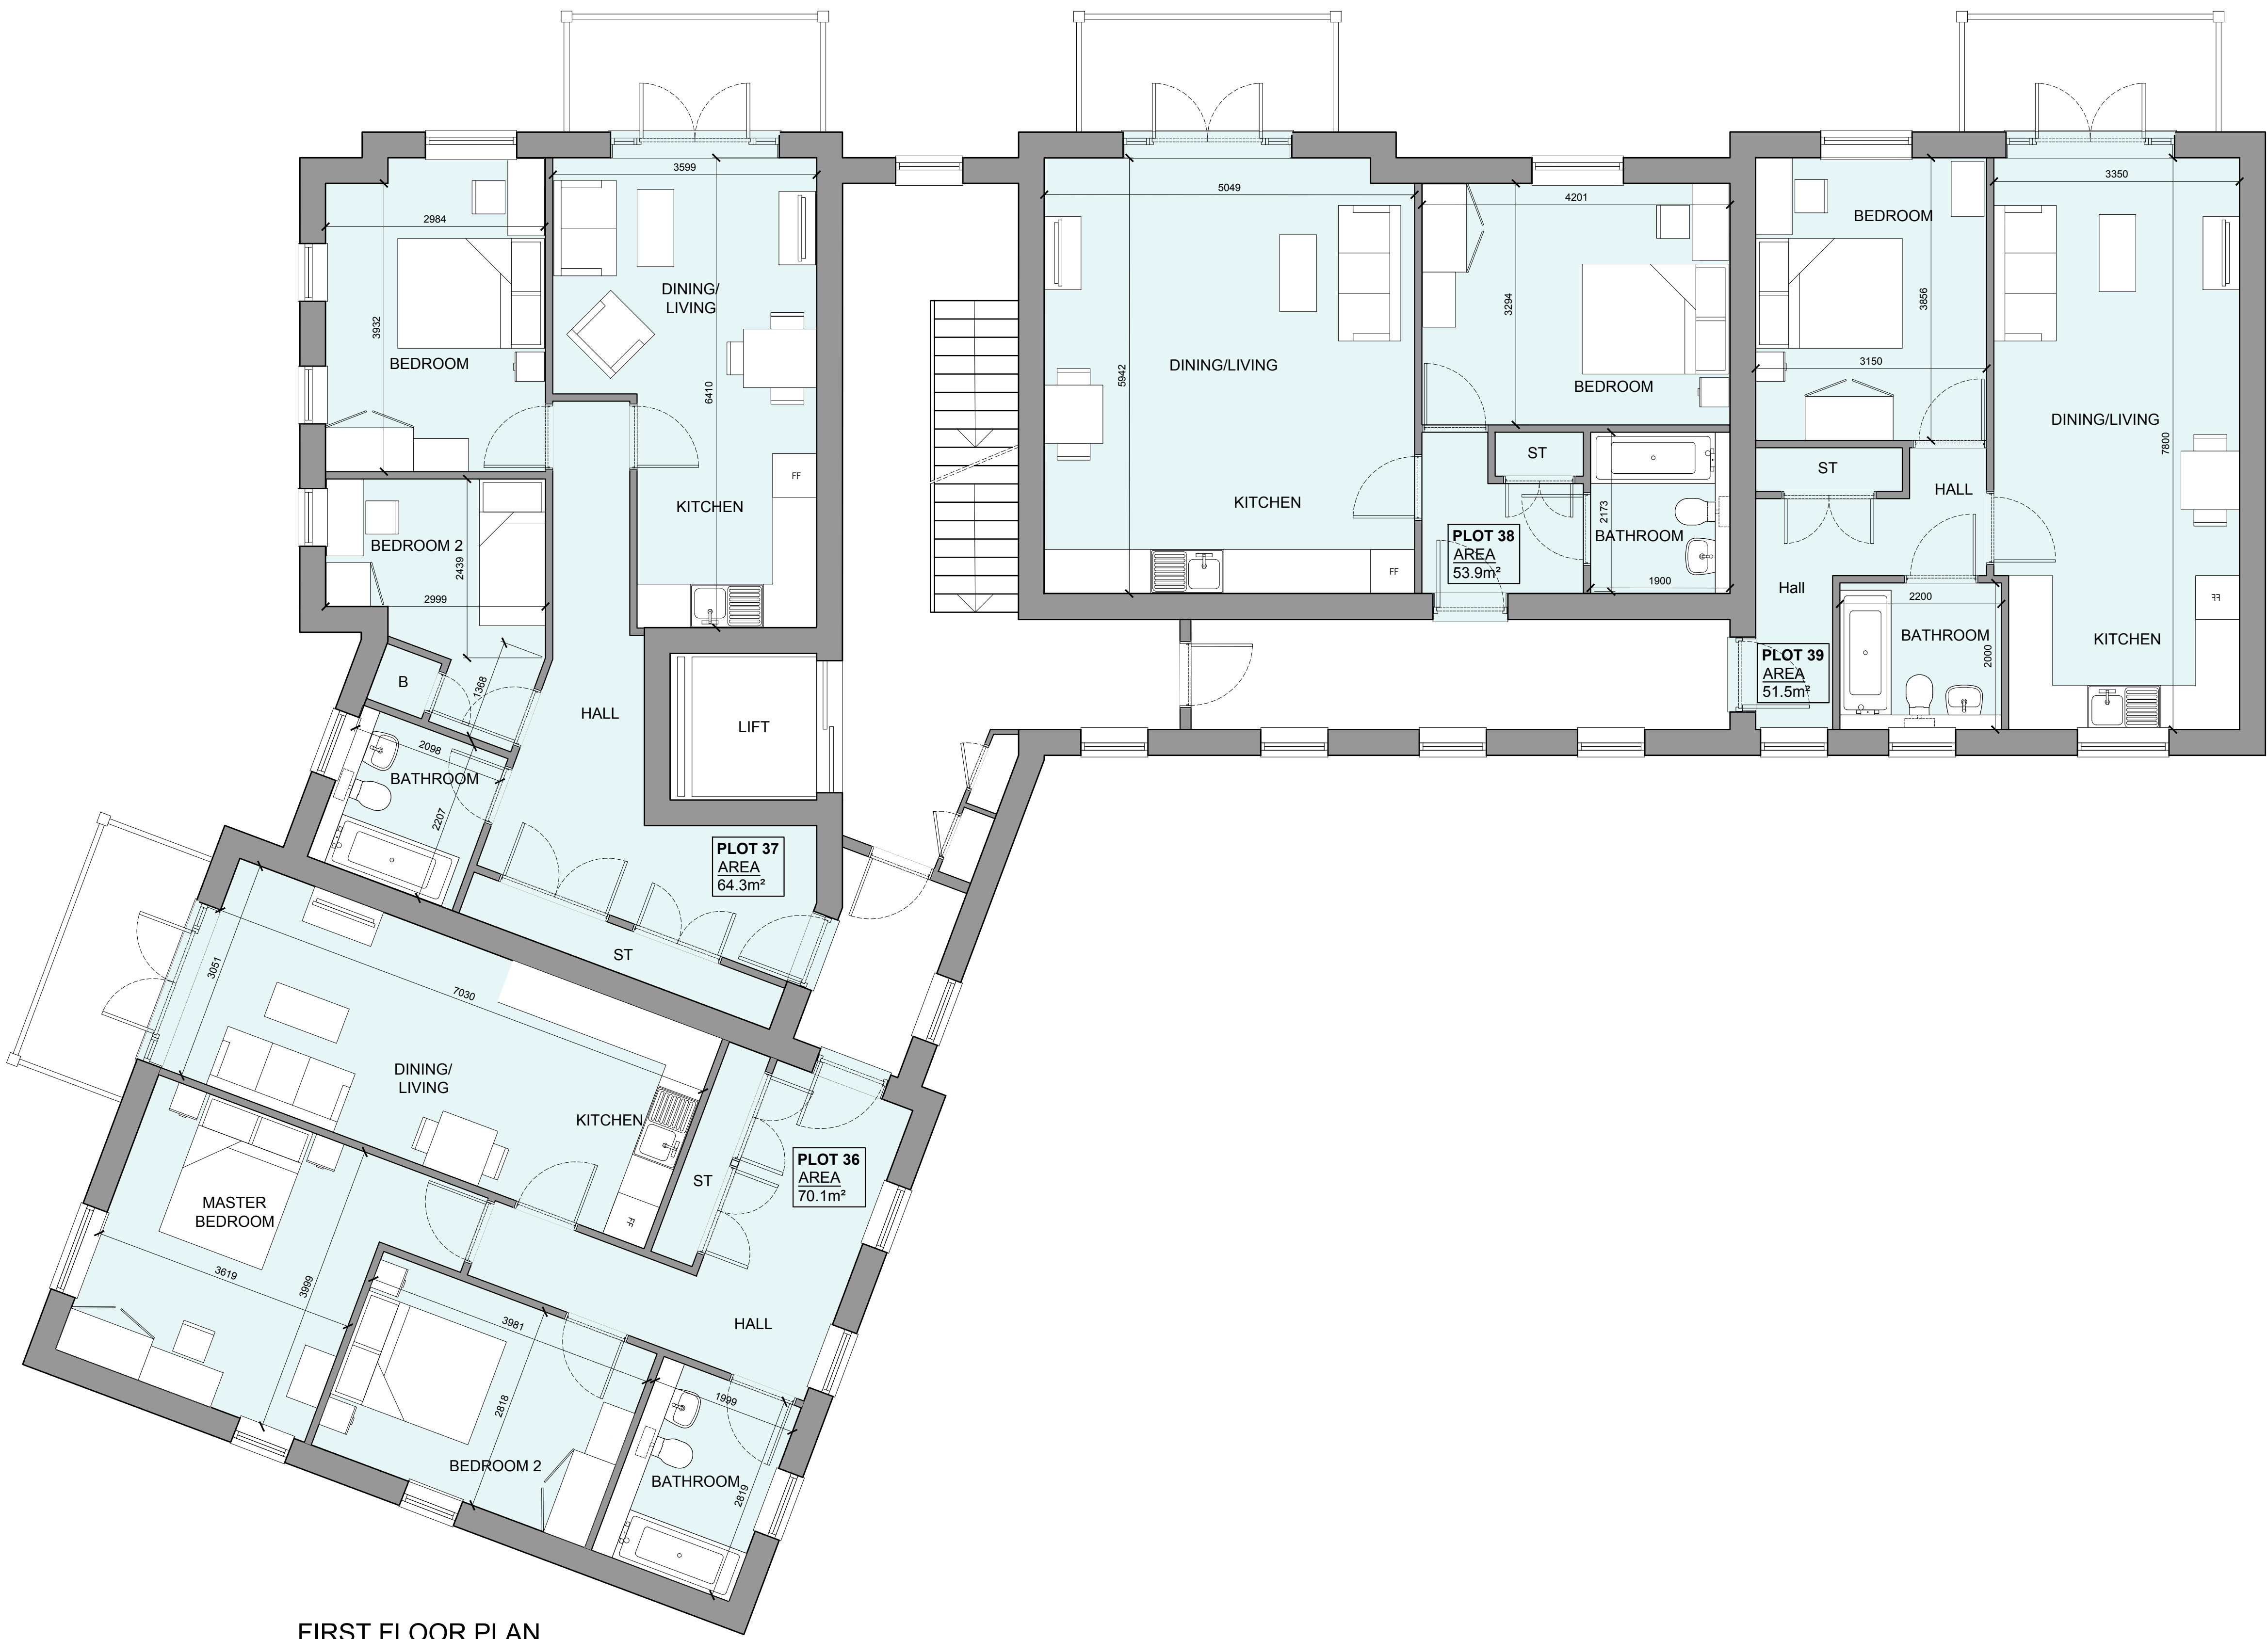 3599
2984
3932
BEDROOM
DINING/
LIVING
6410
FF
KITCHEN
BEDROOM 2
2439
2999
B
1368
HALL
LIFT
2098
BATHROOM
2207
PLOT 37
AREA
64.3m²
ST
5049
5942
DINING/LIVING
KITCHEN
FF
4201
3294
BEDROOM
ST
2173
BATHROOM
1900
PLOT 38
AREA
53.9m²
BEDROOM
3856
3150
3350
DINING/LIVING
7800
ST
HALL
Hall
2200
BATHROOM
2000
KITCHEN
FF
PLOT 39
AREA
51.5m²
3051
7030
DINING/
LIVING
KITCHEN
FF
ST
PLOT 36
AREA
70.1m²
MASTER
BEDROOM
3619
3999
HALL
3981
2818
BEDROOM 2
1999
BATHROOM
2819
FIRST FLOOR PLAN